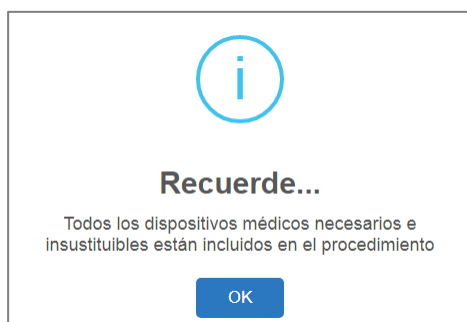 i
Recuerde...
Todos los dispositivos médicos necesarios e
insustituibles están incluidos en el procedimiento
OK